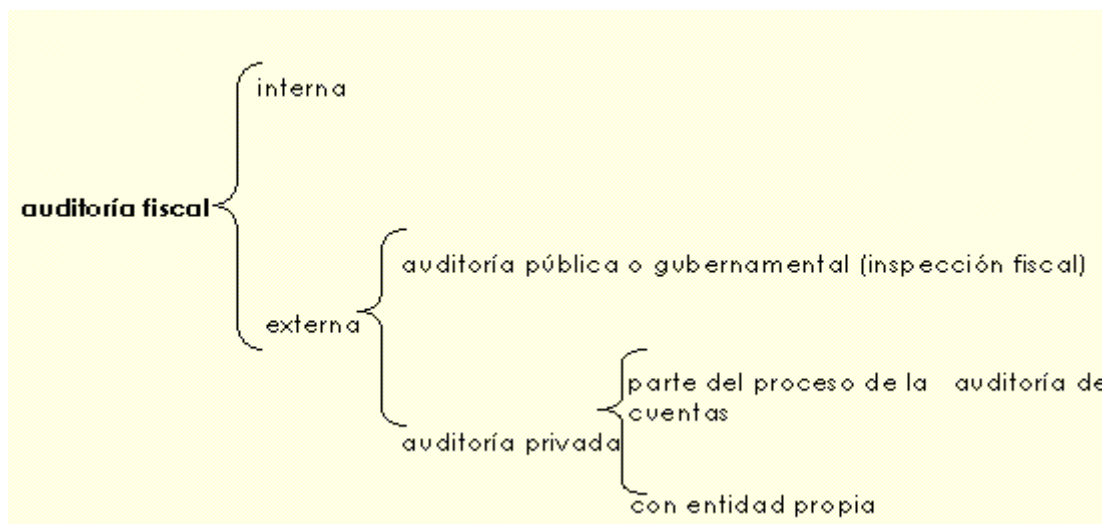 interna
auditoría fiscal
auditoría pública o gubernamental (inspección fiscal)
externa
parte del proceso de la auditoría de
cuentas
auditoría privada
con entidad propia